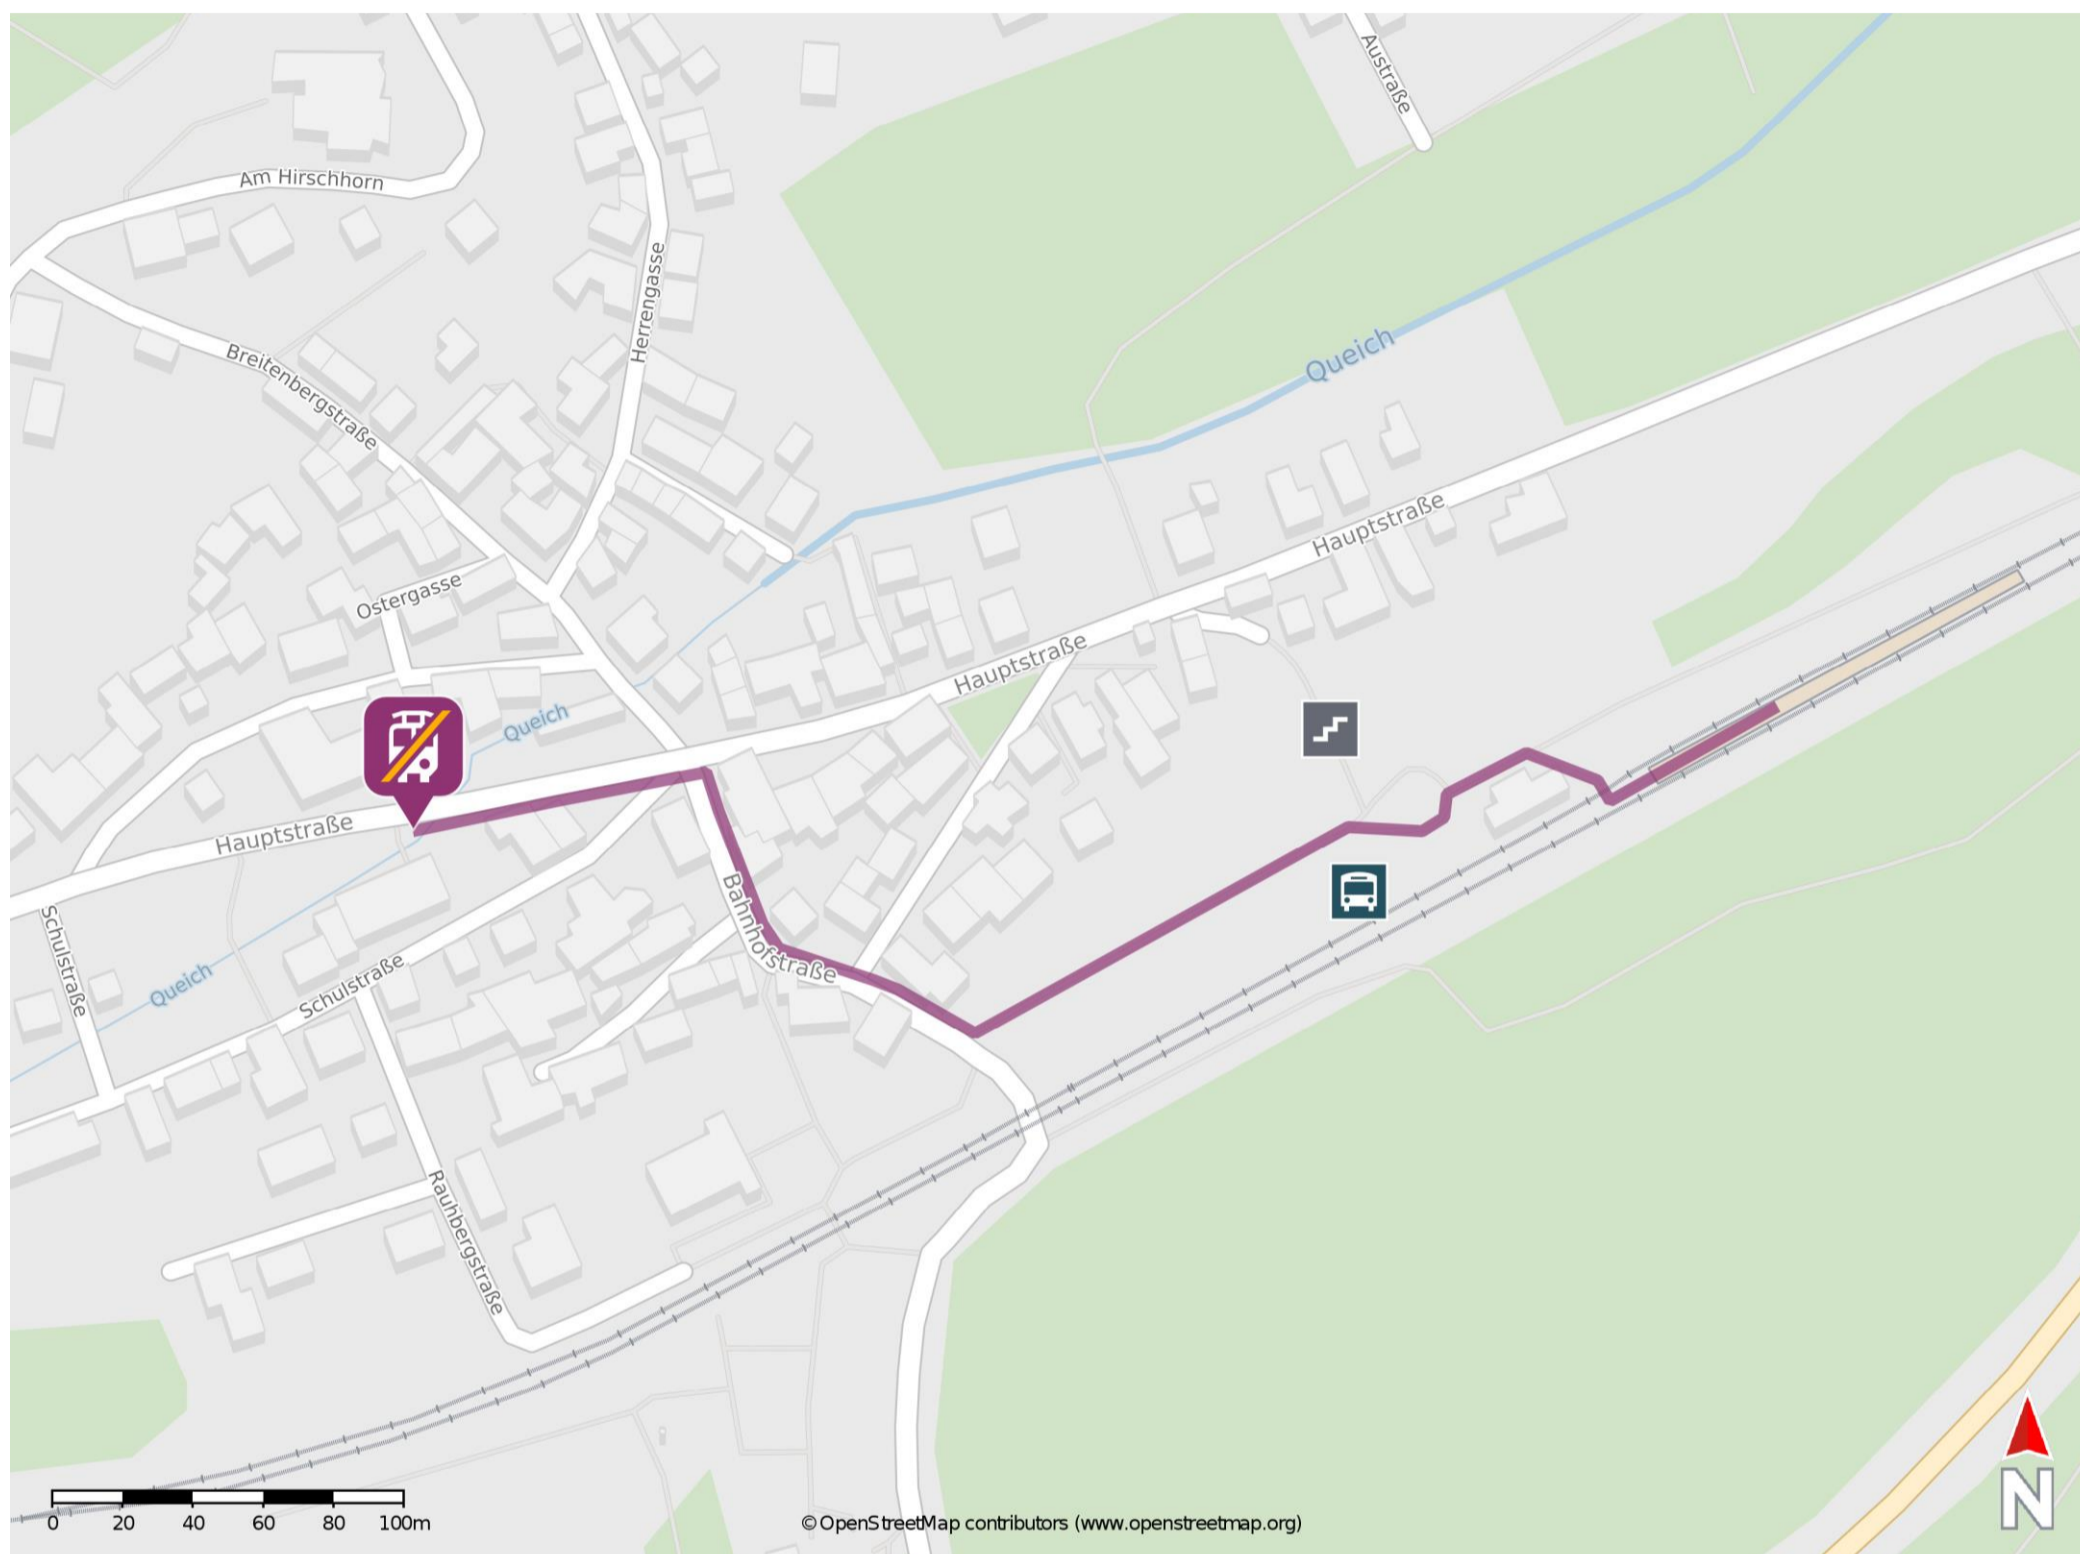 Austraße
Am Hirschhorn
Herrengasse
Queich
Breitenbergstraße
Hauptstraße
Ostergasse
Hauptstraße
Queich
Hauptstraße
Bahnhofstraße
Schulstraße
Queich
Schulstraße
Rauhbergstraße
N
0 20 40 60 80 100m
©OpenStreetMap contributors (www.openstreetmap.org)